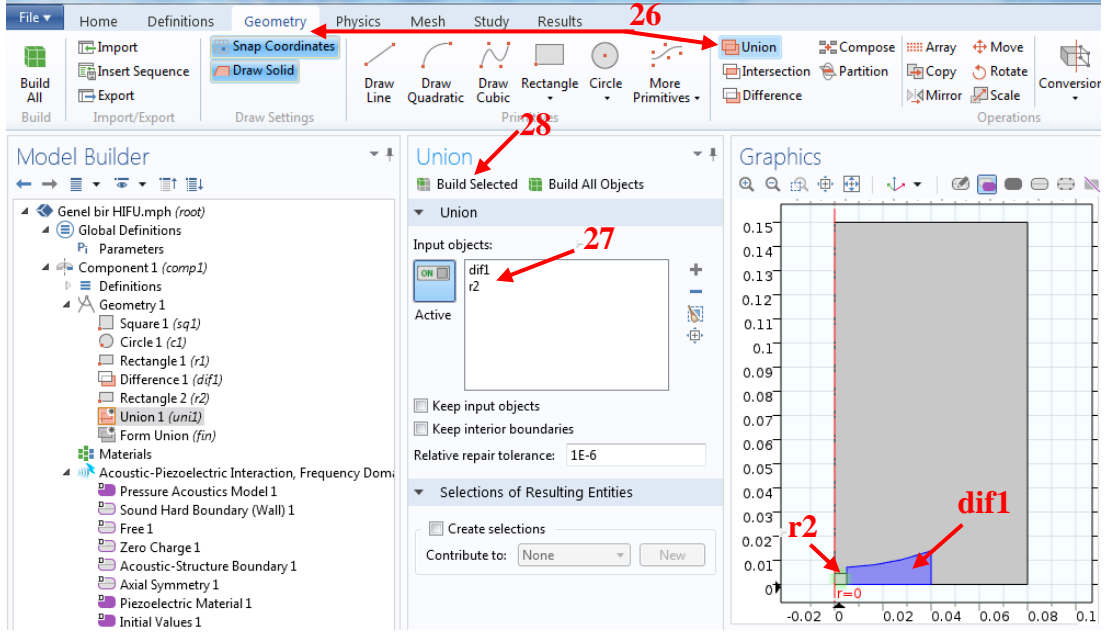 File Home Definitions Geometry Physics Mesh Study Results 26
Import Snap Coordinates Union Compose Array Move
Insert Sequence Draw Solid Intersection Partition Copy Rotate
Build All Export Draw Line Draw Quadratic Draw Cubic Rectangle Circle More Primitives Difference Mirror Scale Conversion
Build Import/Export Draw Settings Primitives Operations
28
Model Builder
Genel bir HIFU.mph (root)
Global Definitions
Pi Parameters
Component 1 (comp1)
Definitions
Geometry 1
Square 1 (sq1)
Circle 1 (c1)
Rectangle 1 (r1)
Difference 1 (dif1)
Rectangle 2 (r2)
Union 1 (uni1)
Form Union (fin)
Materials
Acoustic-Piezoelectric Interaction, Frequency Doma
Pressure Acoustics Model 1
Sound Hard Boundary (Wall) 1
Free 1
Zero Charge 1
Acoustic-Structure Boundary 1
Axial Symmetry 1
Piezoelectric Material 1
Initial Values 1
Union
Build Selected Build All Objects
Union
Input objects: 27
ON
Active
dif1
r2
Keep input objects
Keep interior boundaries
Relative repair tolerance: 1E-6
Selections of Resulting Entities
Create selections
Contribute to: None New
Graphics
0.15
0.14
0.13
0.12
0.11
0.1
0.09
0.08
0.07
0.06
0.05
0.04
0.03
0.02
0.01
0
r2
dif1
r=0
-0.02 0 0.02 0.04 0.06 0.08 0.1